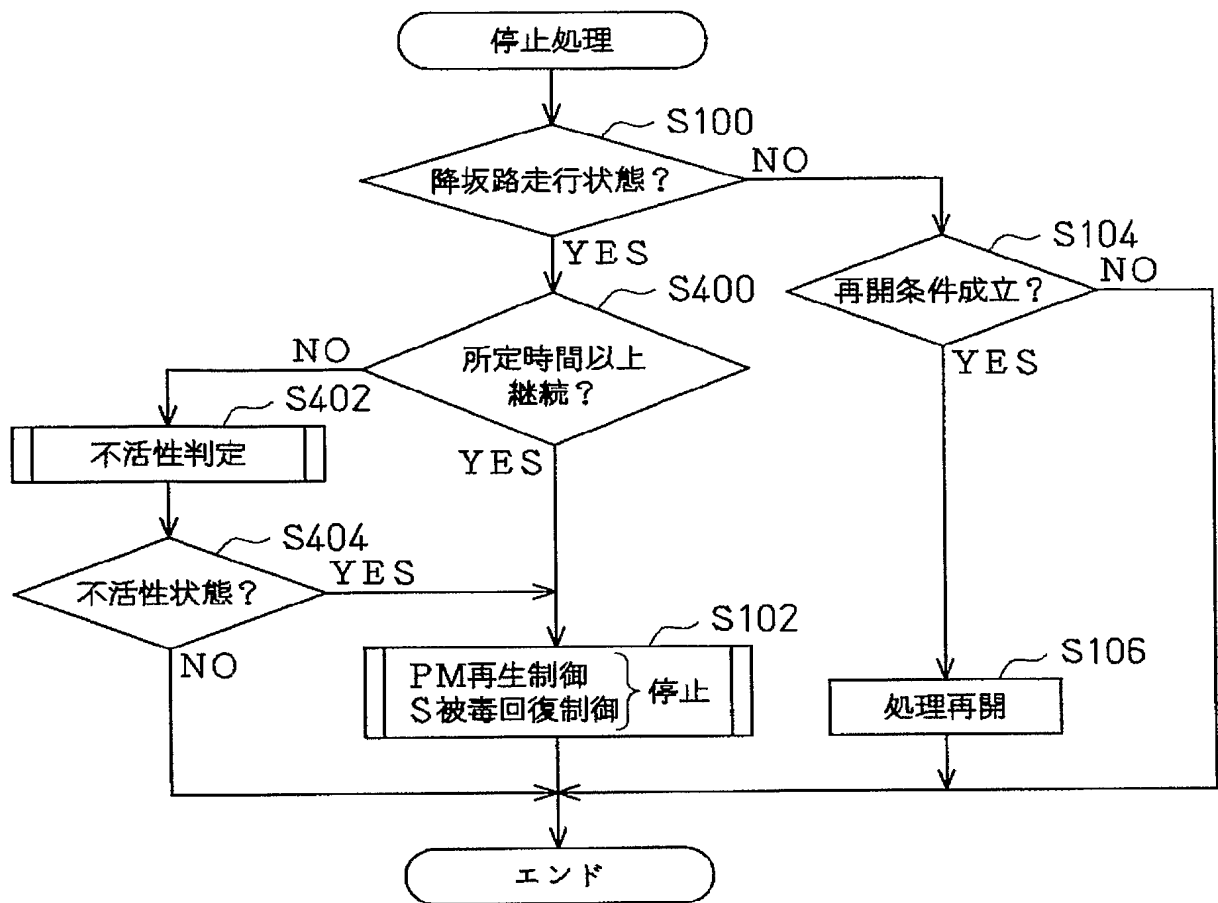 停止処理
S100
降坂路走行状態?
NO
YES
S104
再開条件成立?
NO
YES
S400
所定時間以上
継続?
NO
YES
S402
不活性判定
S404
不活性状態?
YES
NO
S102
PM再生制御
S被毒回復制御
停止
S106
処理再開
エンド